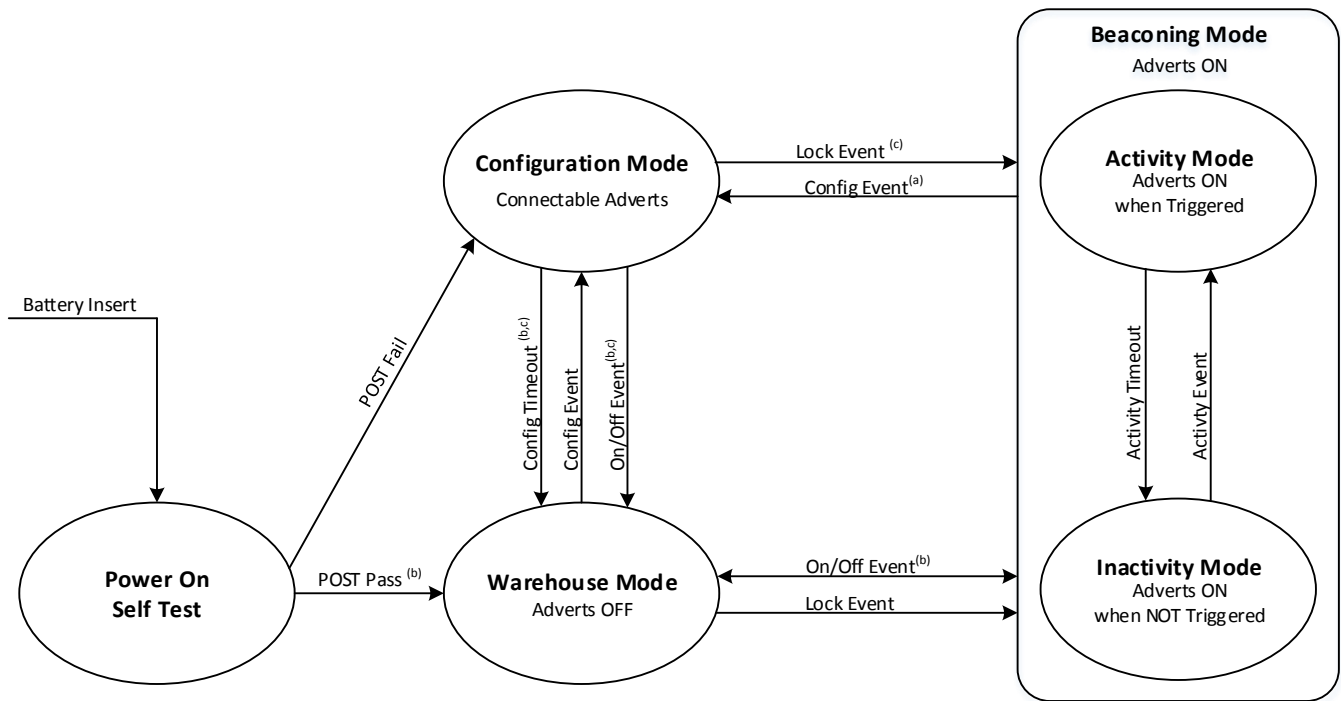 Beaconing Mode
Adverts ON
Configuration Mode
Connectable Adverts
Lock Event (c)
Config Event(a)
Activity Mode
Adverts ON
when Triggered
Battery Insert
POST Fail
Config Timeout(b,c)
Config Event
On/Off Event(b,c)
Activity Timeout
Activty Event
Power On
Self Test
POST Pass (b)
Warehouse Mode
Adverts OFF
On/Off Event(b)
Lock Event
Inactivity Mode
Adverts ON
when NOT Triggered